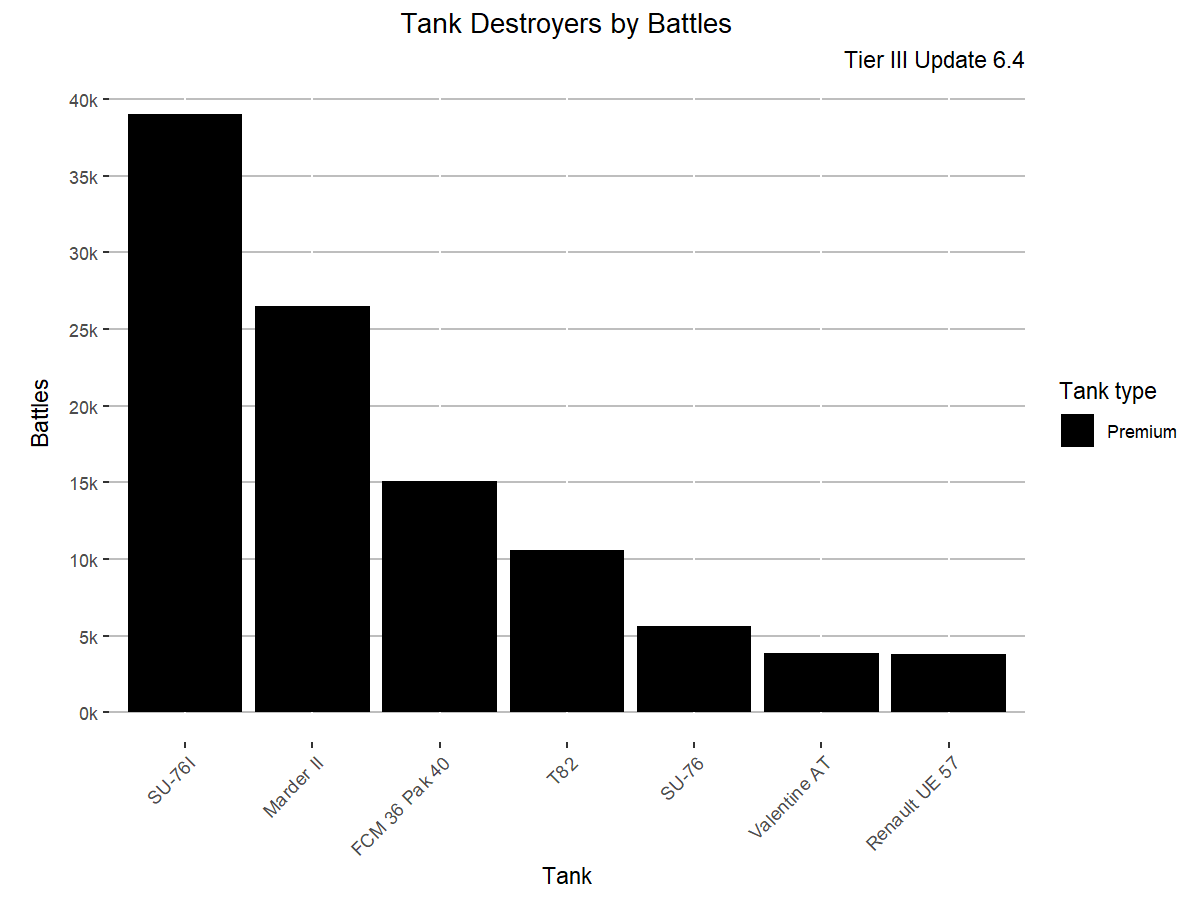 Tank Destroyers by Battles
Tier III Update 6.4
40k
35k
30k
25k
20k
15k
10k
5k
0k
Battles
SU-76I
Marder II
FCM 36 Pak 40
T82
SU-76
Valentine AT
Renault UE 57
Tank
Tank type
Premium